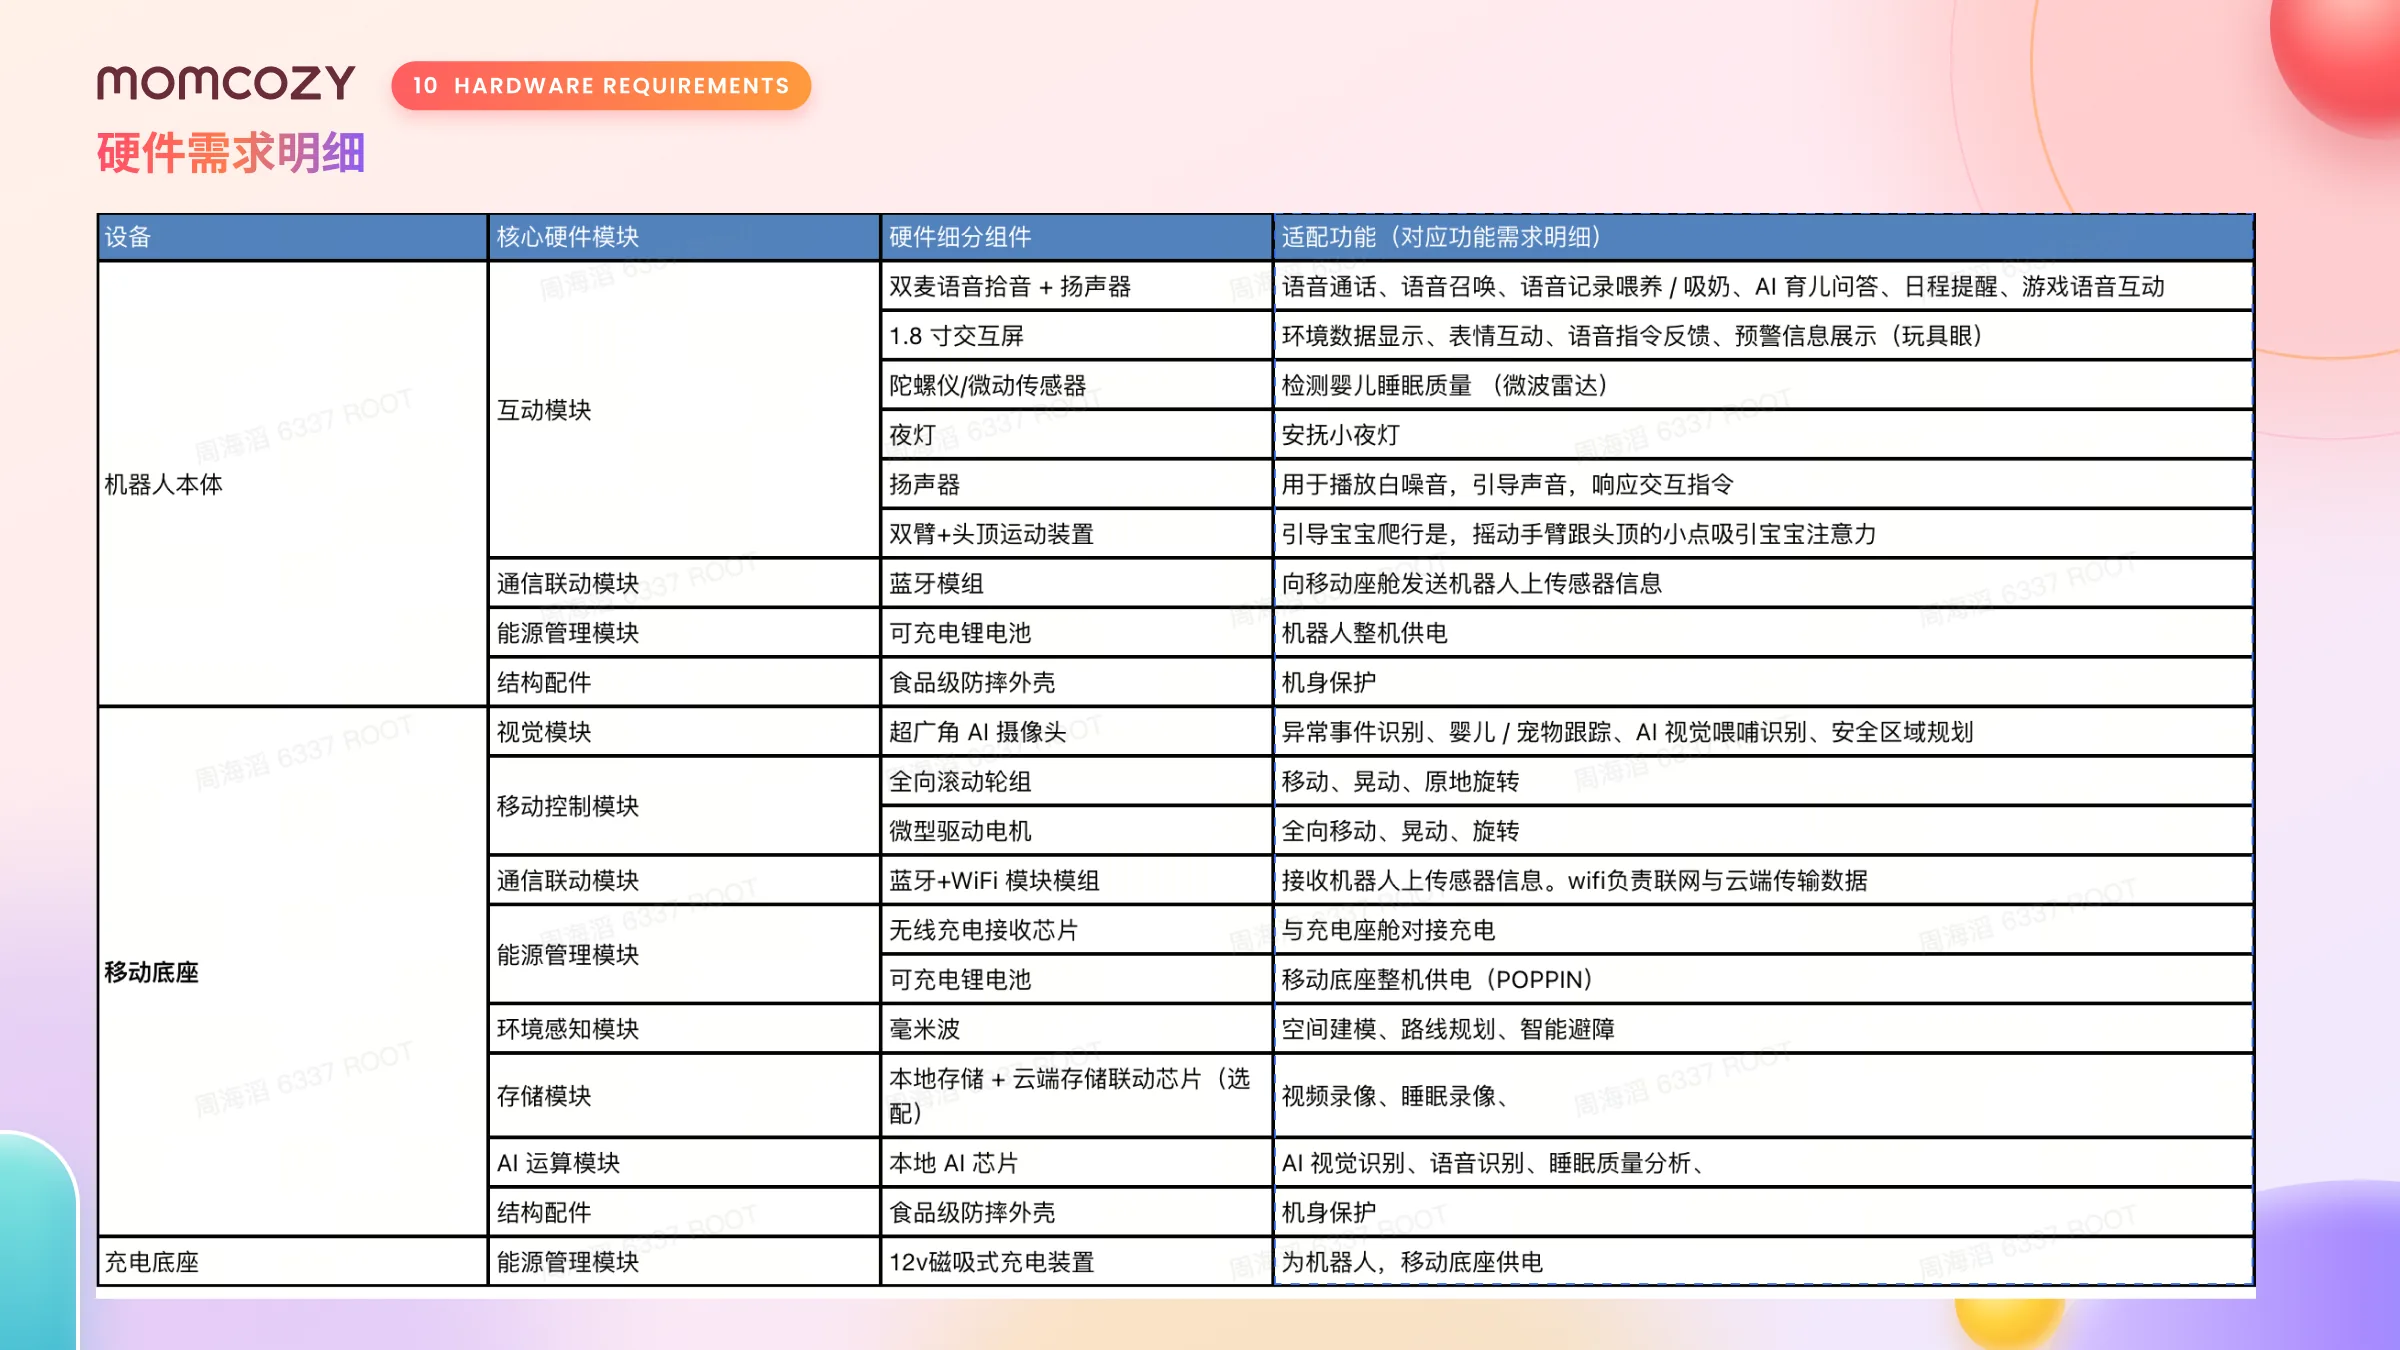 momcozy
10 HARDWARE REQUIREMENTS
硬件需求明细
设备 核心硬件模块 硬件细分组件 适配功能（对应功能需求明细）
机器人本体 互动模块 双麦语音拾音 + 扬声器 语音通话、语音召唤、语音记录喂养 / 吸奶、AI 育儿问答、日程提醒、游戏语音互动
1.8 寸交互屏 环境数据显示、表情互动、语音指令反馈、预警信息展示（玩具眼）
陀螺仪/微动传感器 检测婴儿睡眠质量 （微波雷达）
夜灯 安抚小夜灯
扬声器 用于播放白噪音，引导声音，响应交互指令
双臂+头顶运动装置 引导宝宝爬行是，摇动手臂跟头顶的小点吸引宝宝注意力
通信联动模块 蓝牙模组 向移动座舱发送机器人上传感器信息
能源管理模块 可充电锂电池 机器人整机供电
结构配件 食品级防摔外壳 机身保护
移动底座 视觉模块 超广角 AI 摄像头 异常事件识别、婴儿 / 宠物跟踪、AI 视觉喂哺识别、安全区域规划
移动控制模块 全向滚动轮组 移动、晃动、原地旋转
微型驱动电机 全向移动、晃动、旋转
通信联动模块 蓝牙+WiFi 模块模组 接收机器人上传感器信息。wifi负责联网与云端传输数据
能源管理模块 无线充电接收芯片 与充电座舱对接充电
可充电锂电池 移动底座整机供电（POPPIN）
环境感知模块 毫米波 空间建模、路线规划、智能避障
存储模块 本地存储 + 云端存储联动芯片（选
配） 视频录像、睡眠录像、
AI 运算模块 本地 AI 芯片 AI 视觉识别、语音识别、睡眠质量分析、
结构配件 食品级防摔外壳 机身保护
充电底座 能源管理模块 12v磁吸式充电装置 为机器人，移动底座供电
周海滔 6337 ROOT